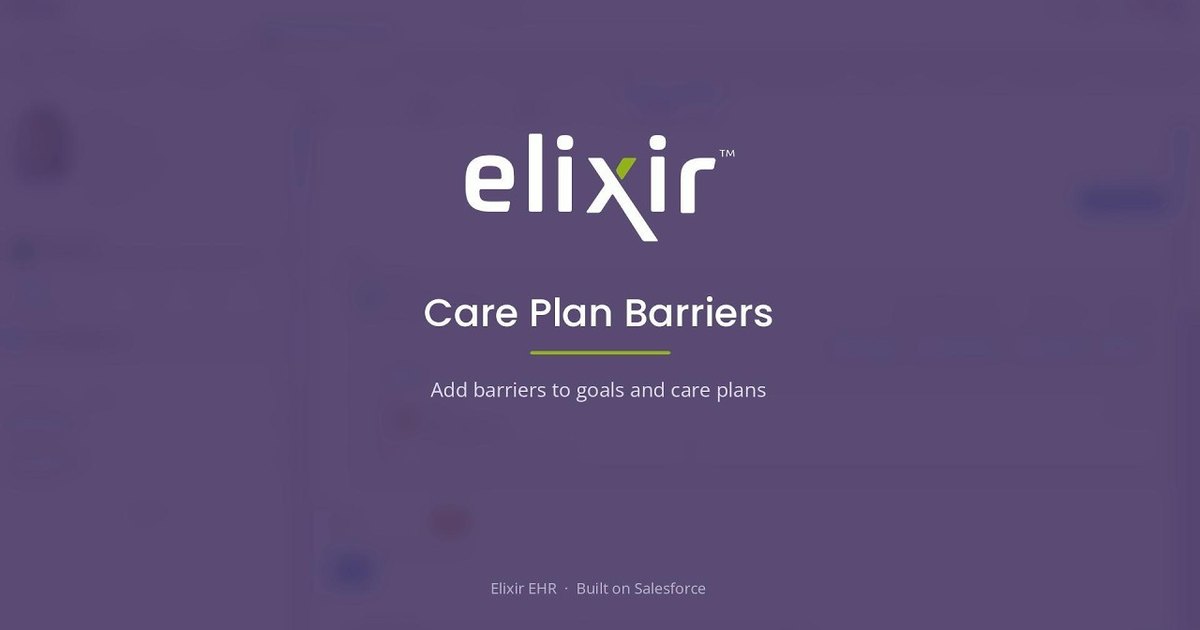 elixir™
Care Plan Barriers
Add barriers to goals and care plans
Elixir EHR · Built on Salesforce